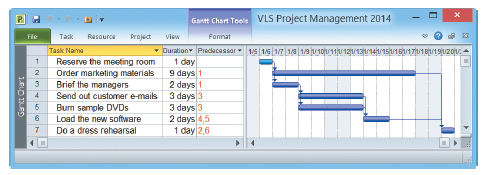 Gantt Chart Tools
VLS Project Management 2014
File Task Resource Project View Format
Task Name Duration Predecessor
1/5 1/6 1/7 1/8 1/9 1/10 1/11 1/12 1/13 1/14 1/15 1/16 1/17 1/18 1/19 1/20
1 Reserve the meeting room 1 day
2 Order marketing materials 9 days 1
3 Brief the managers 2 days 1
4 Send out customer e-mails 3 days 3
5 Burn sample DVDs 3 days 3
6 Load the new software 2 days 4,5
7 Do a dress rehearsal 1 day 2,6
Gantt Chart